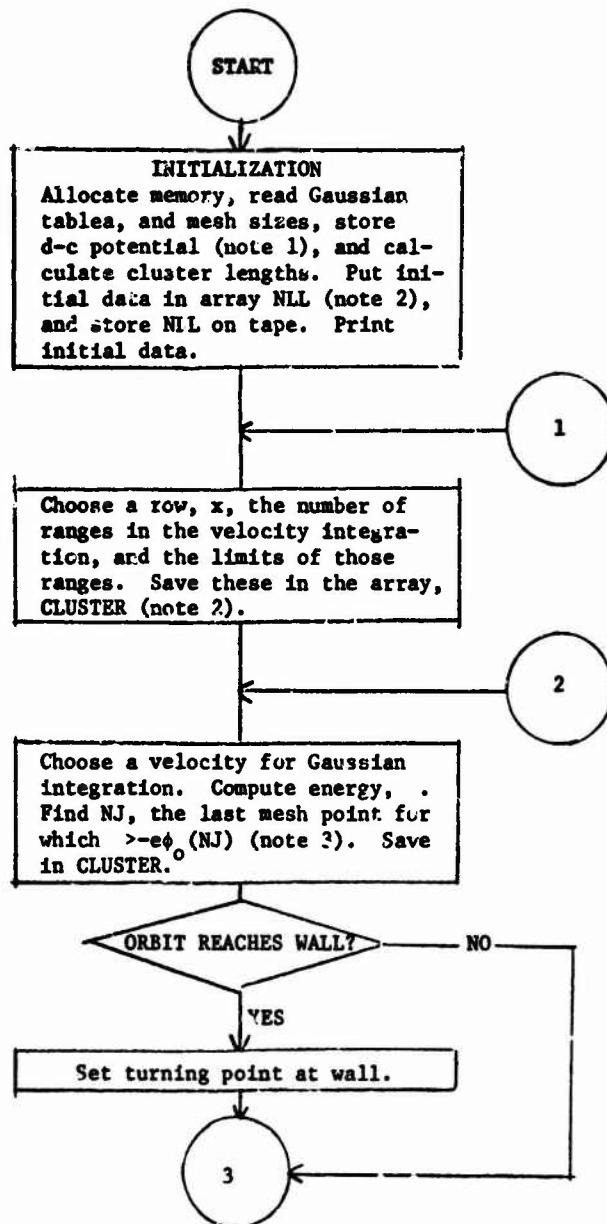 START
INITIALIZATION
Allocate memory, read Gaussian
tablea, and mesh sizes, store
d-c potential (note 1), and cal-
culate cluster lengths. Put ini-
tial data in array NLL (note 2),
and store NIL on tape. Print
initial data.
1
Choose a row, x, the number of
ranges in the velocity integra-
tion, and the limits of those
ranges. Save these in the array,
CLUSTER (note 2).
2
Choose a velocity for Gaussian
integration. Compute energy, .
Find NJ, the last mesh point for
which >-eϕₒ(NJ) (note 3). Save
in CLUSTER.
ORBIT REACHES WALL?
NO
YES
Set turning point at wall.
3